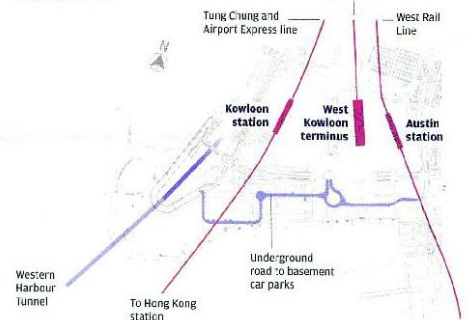 Tung Chung and
Airport Express line
West Rail
Line
N
Kowloon
station
West
Kowloon
terminus
Austin
station
Underground
road to basement
car parks
Western
Harbour
Tunnel
To Hong Kong
station